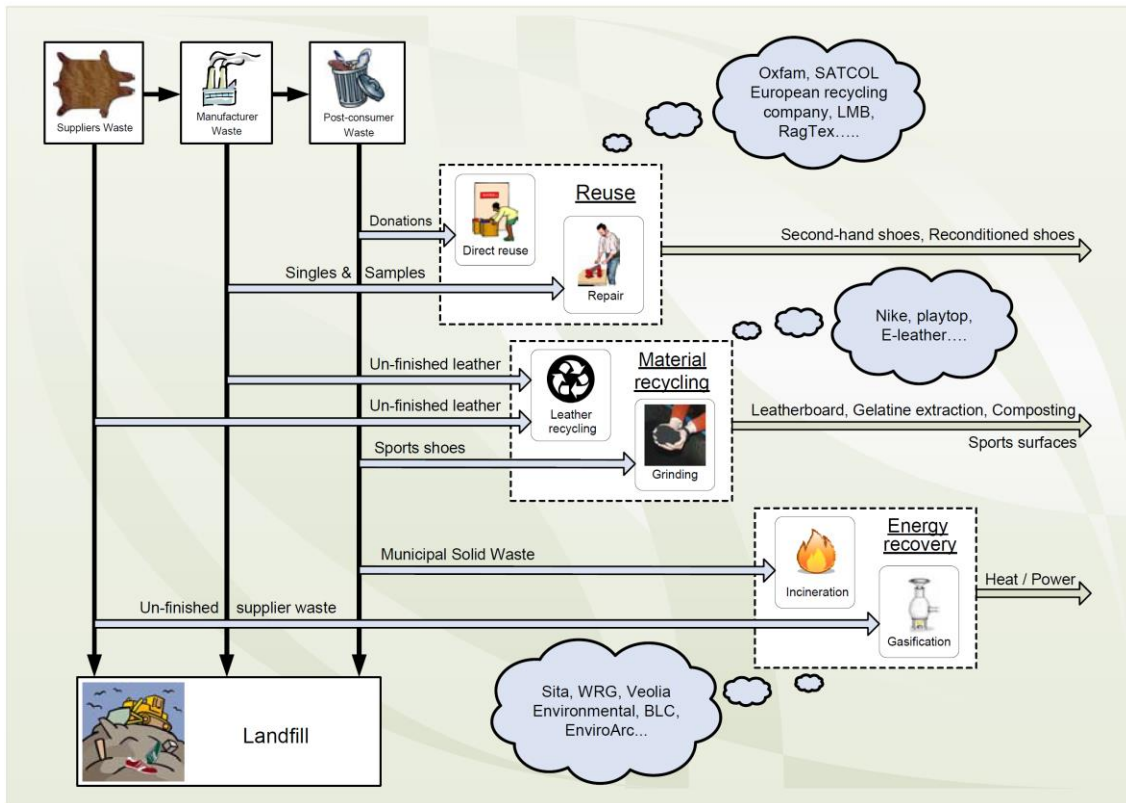 Suppliers Waste
Manufacturer
Waste
Post-consumer
Waste
Oxfam, SATCOL
European recycling
company, LMB,
RagTex.....
Reuse
Donations
Direct reuse
Second-hand shoes, Reconditioned shoes
Singles & Samples
Repair
Nike, playtop,
E-leather....
Un-finished leather
Material
recycling
Un-finished leather
Leather
recycling
Leatherboard, Gelatine extraction, Composting
Sports surfaces
Sports shoes
Grinding
Energy
recovery
Municipal Solid Waste
Incineration
Heat / Power
Un-finished supplier waste
Gasification
Sita, WRG, Veolia
Environmental, BLC,
EnviroArc...
Landfill